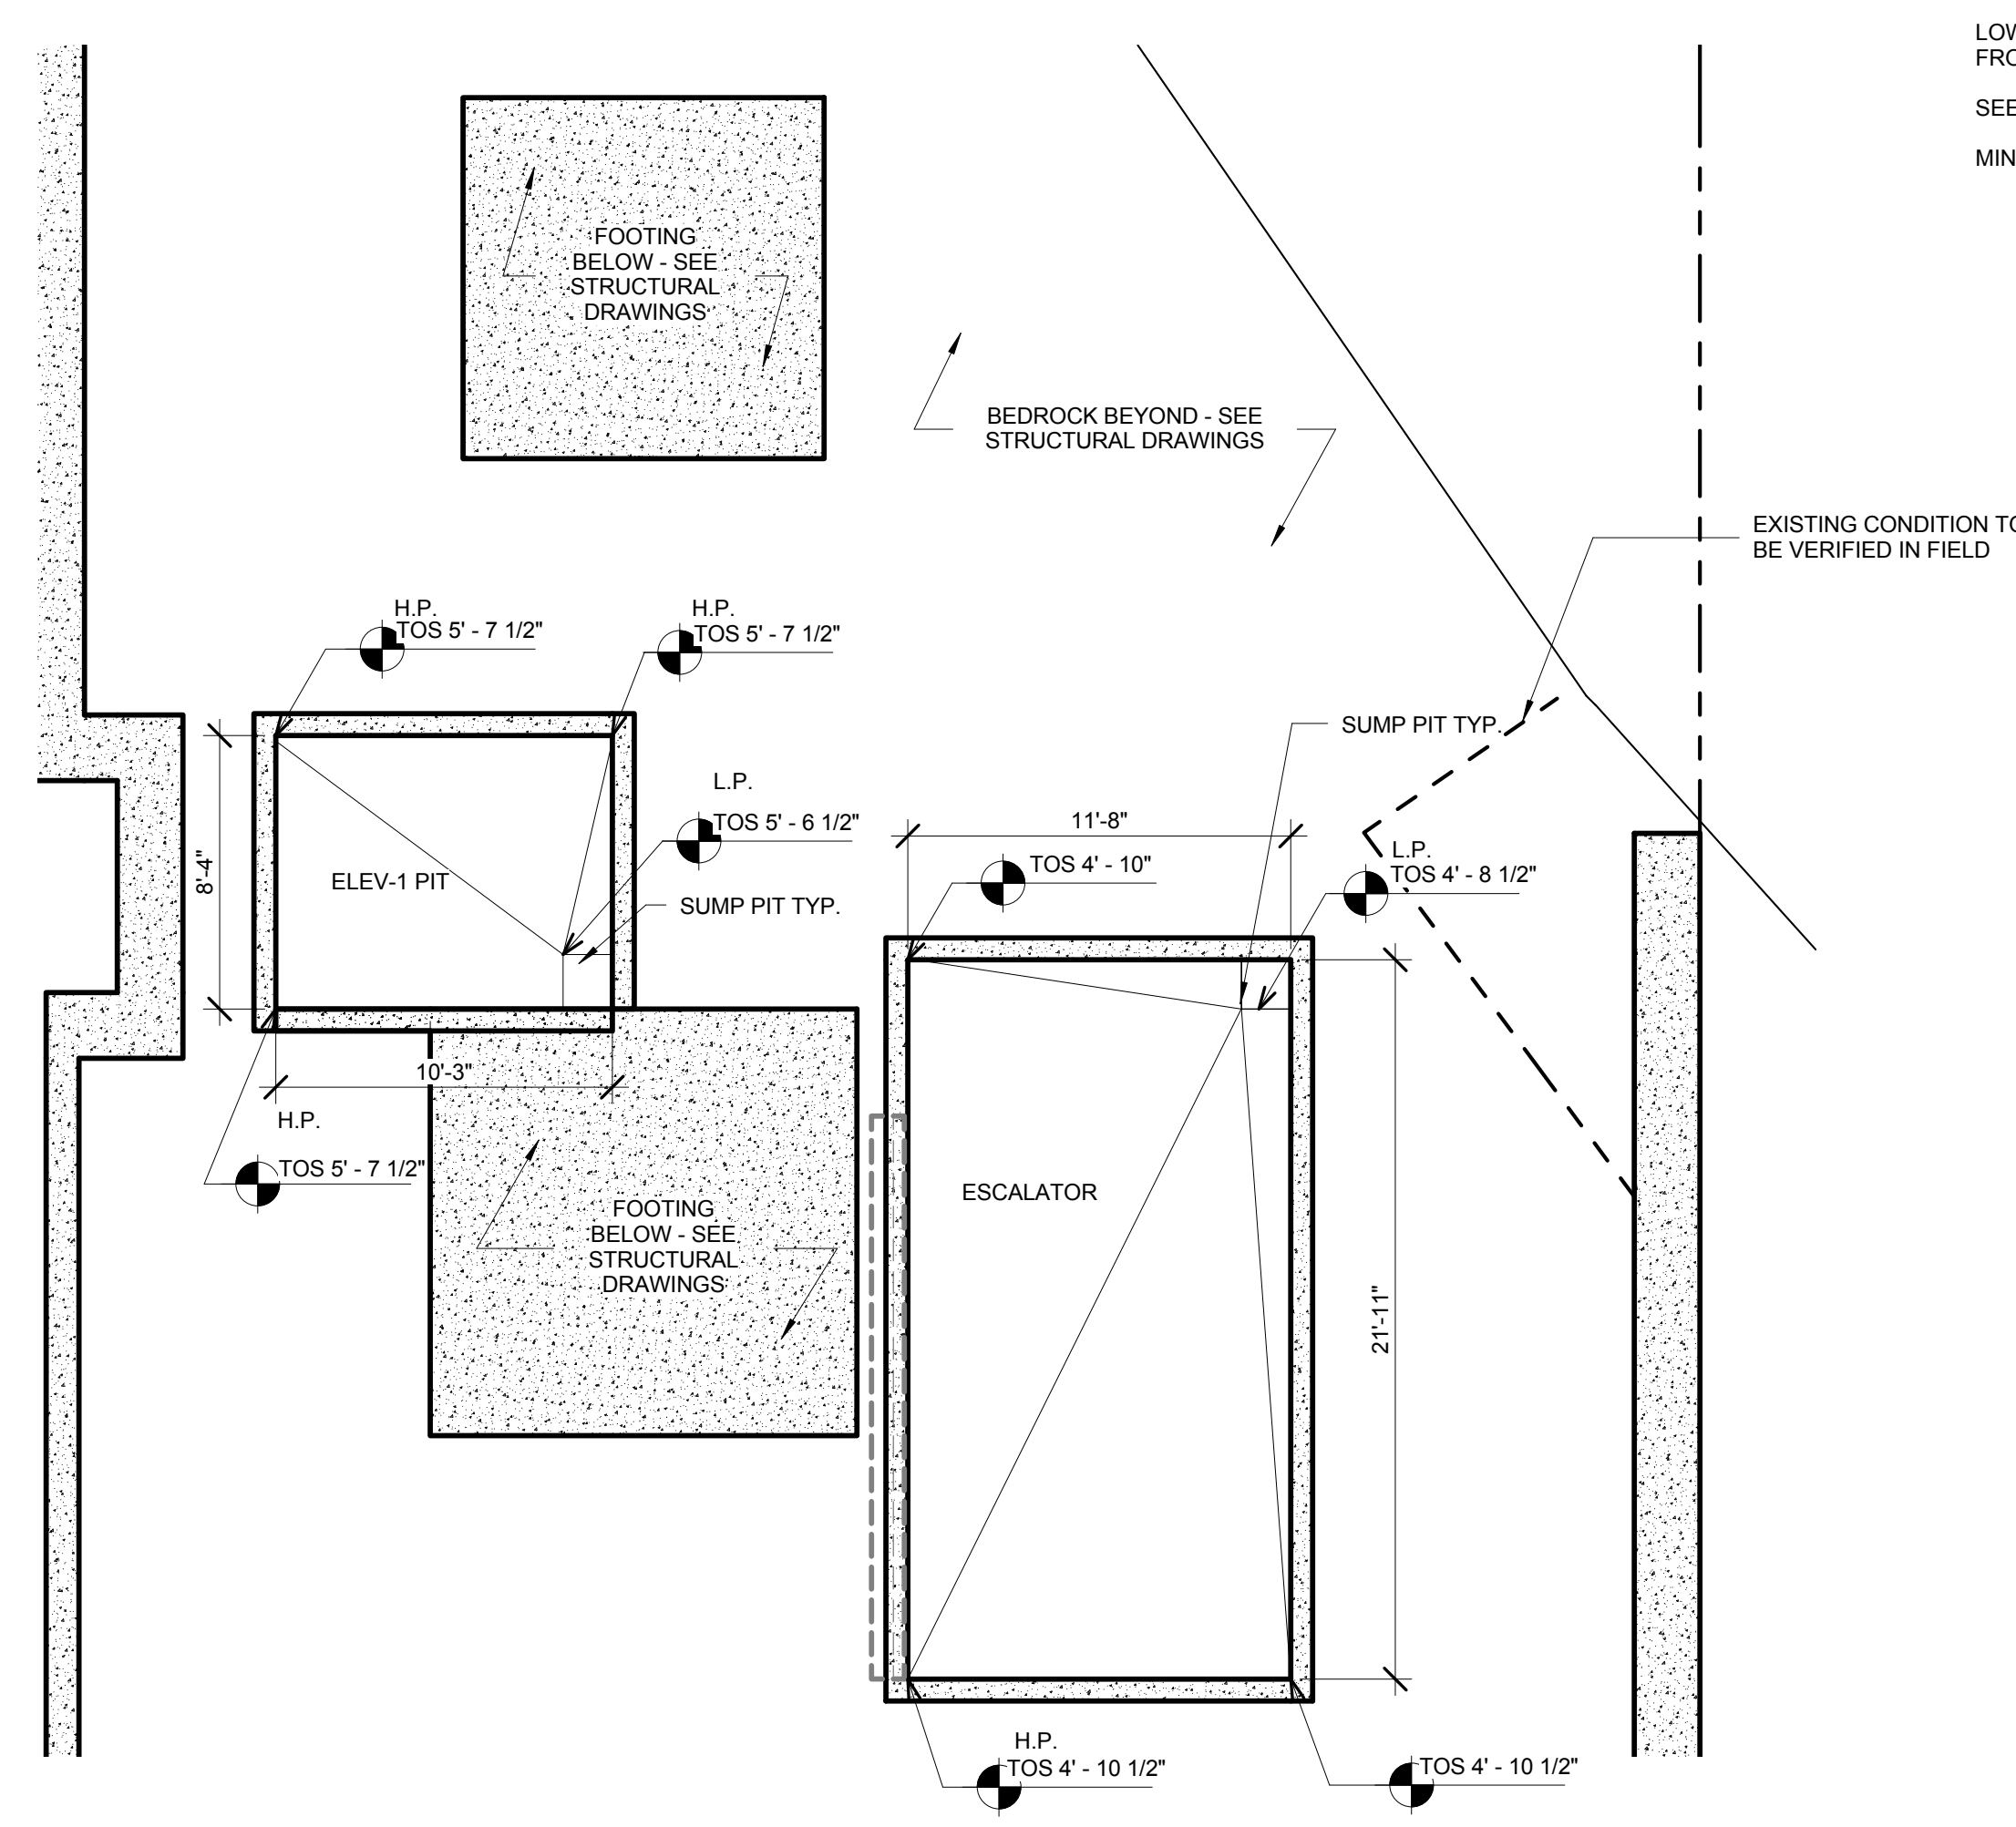 LOW
FRO
SEE
MIN
FOOTING
BELOW - SEE
STRUCTURAL
DRAWINGS
BEDROCK BEYOND - SEE
STRUCTURAL DRAWINGS
EXISTING CONDITION TO
BE VERIFIED IN FIELD
H.P.
TOS 5' - 7 1/2"
H.P.
TOS 5' - 7 1/2"
SUMP PIT TYP.
L.P.
TOS 5' - 6 1/2"
8'-4"
ELEV-1 PIT
SUMP PIT TYP.
11'-8"
TOS 4' - 10"
L.P.
TOS 4' - 8 1/2"
10'-3"
H.P.
TOS 5' - 7 1/2"
FOOTING
BELOW - SEE
STRUCTURAL
DRAWINGS
ESCALATOR
21'-11"
H.P.
TOS 4' - 10 1/2"
TOS 4' - 10 1/2"